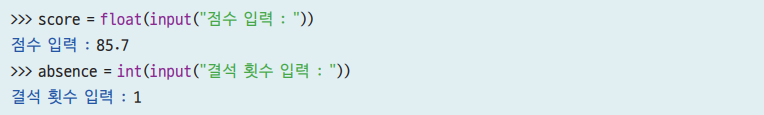 >>> score = float(input("점수 입력 : "))
점수 입력 : 85.7
>>> absence = int(input("결석 횟수 입력 : "))
결석 횟수 입력 : 1